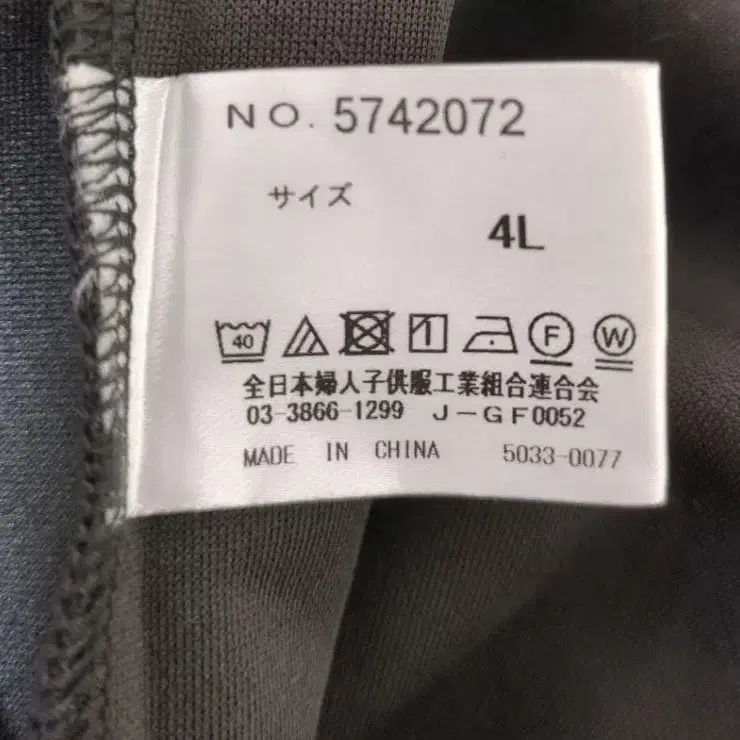 NO. 5742072
サイズ
4L
40 F W
全日本婦人子供服工業組合連合会
03-3866-1299 J-GF0052
MADE IN CHINA 5033-0077